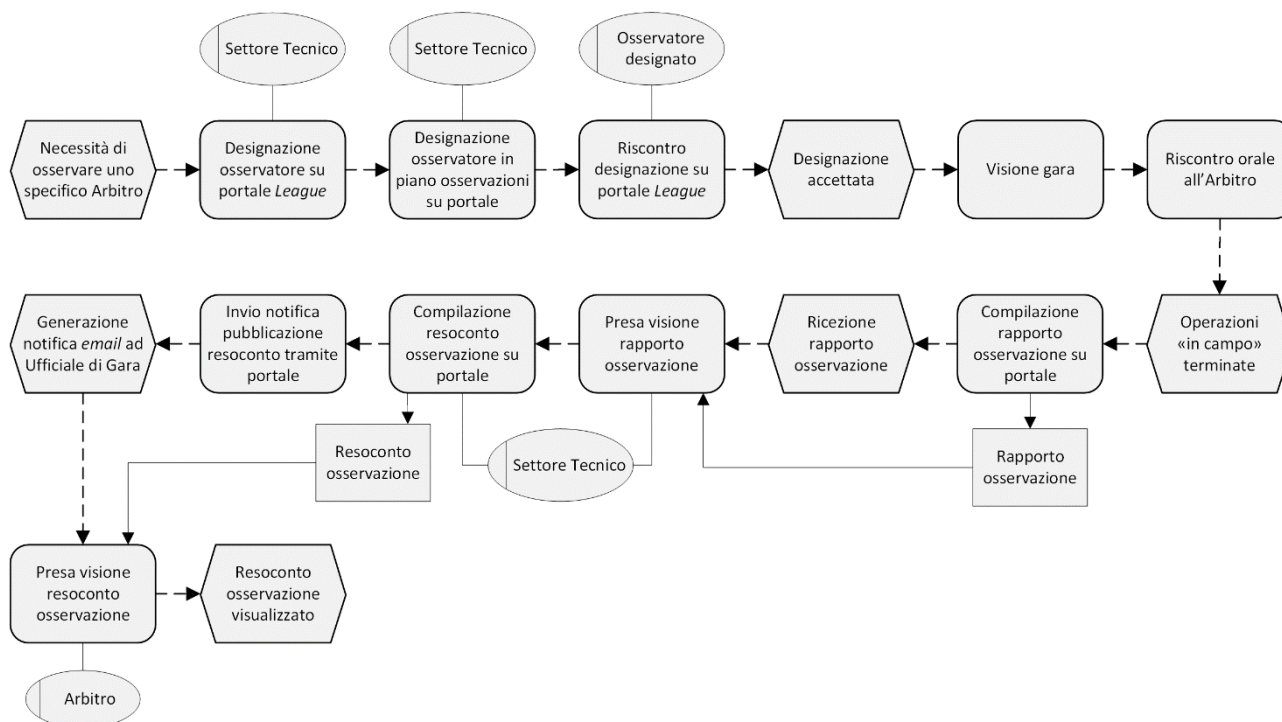 Settore Tecnico
Settore Tecnico
Osservatore
designato
Necessità di
osservare uno
specifico Arbitro
Designazione
osservatore su
portale League
Designazione
osservatore in
piano osservazioni
su portale
Riscontro
designazione su
portale League
Designazione
accettata
Visione gara
Riscontro orale
all'Arbitro
Generazione
notifica email ad
Ufficiale di Gara
Invio notifica
pubblicazione
resoconto tramite
portale
Compilazione
resoconto
osservazione su
portale
Presa visione
rapporto
osservazione
Ricezione
rapporto
osservazione
Compilazione
rapporto
osservazione su
portale
Operazioni
«in campo»
terminate
Resoconto
osservazione
Settore Tecnico
Rapporto
osservazione
Presa visione
resoconto
osservazione
Resoconto
osservazione
visualizzato
Arbitro